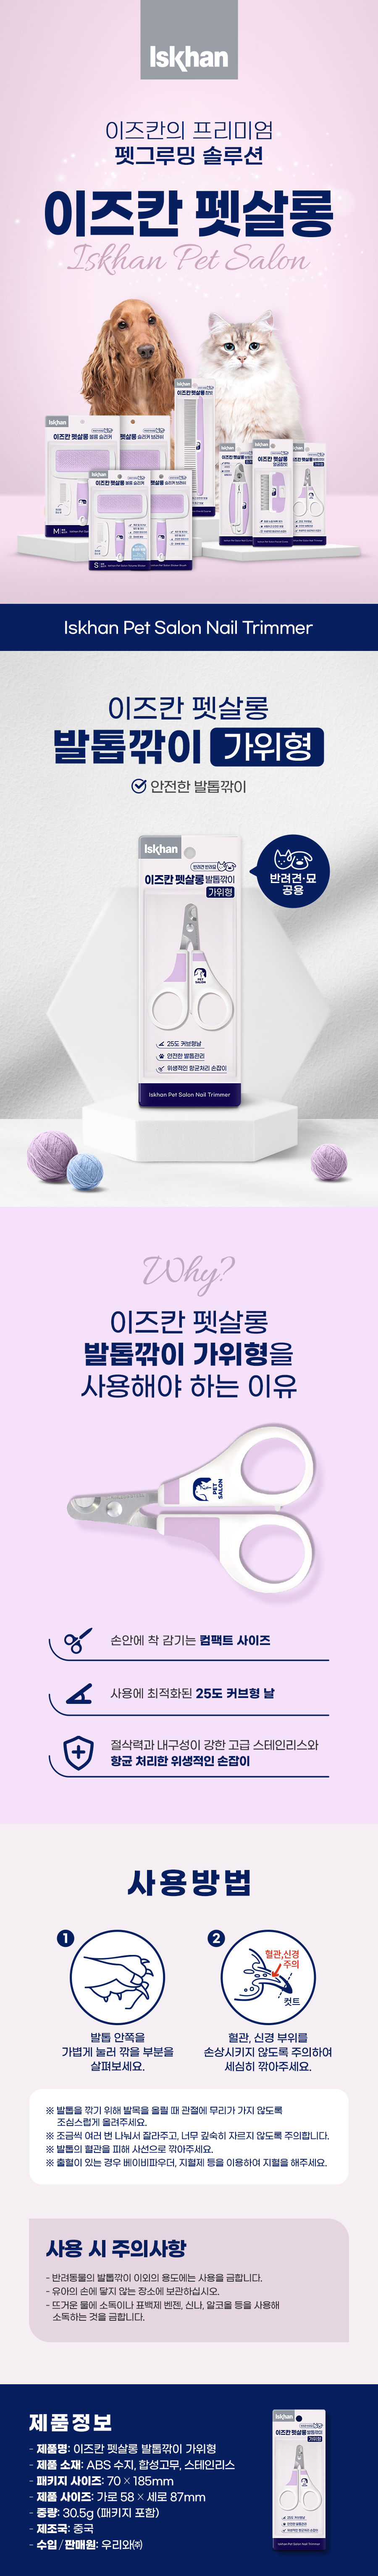 Iskhan
이즈칸의 프리미엄
펫그루밍 솔루션
이즈칸 펫살롱
Iskhan Pet Salon
Iskhan Pet Salon Nail Trimmer
이즈칸 펫살롱
발톱깎이 가위형
안전한 발톱깎이
Iskhan
반려견 반려묘
이즈칸 펫살롱 발톱깎이
가위형
PET
SALON
25도 커브형날
안전한 발톱관리
위생적인 항균처리 손잡이
Iskhan Pet Salon Nail Trimmer
반려견·묘
공용
Why?
이즈칸 펫살롱
발톱깎이 가위형을
사용해야 하는 이유
PET
SALON
손안에 착 감기는 컴팩트 사이즈
사용에 최적화된 25도 커브형 날
절삭력과 내구성이 강한 고급 스테인리스와
항균 처리한 위생적인 손잡이
사용방법
1
발톱 안쪽을
가볍게 눌러 깎을 부분을
살펴보세요.
2
혈관,신경
주의
컷트
혈관, 신경 부위를
손상시키지 않도록 주의하여
세심히 깎아주세요.
※ 발톱을 깎기 위해 발목을 올릴 때 관절에 무리가 가지 않도록
조심스럽게 올려주세요.
※ 조금씩 여러 번 나눠서 잘라주고, 너무 깊숙히 자르지 않도록 주의합니다.
※ 발톱의 혈관을 피해 사선으로 깎아주세요.
※ 출혈이 있는 경우 베이비파우더, 지혈제 등을 이용하여 지혈을 해주세요.
사용 시 주의사항
- 반려동물의 발톱깎이 이외의 용도에는 사용을 금합니다.
- 유아의 손에 닿지 않는 장소에 보관하십시오.
- 뜨거운 물에 소독이나 표백제 벤젠, 신나, 알코올 등을 사용해
소독하는 것을 금합니다.
제품정보
- 제품명: 이즈칸 펫살롱 발톱깎이 가위형
- 제품 소재: ABS 수지, 합성고무, 스테인리스
- 패키지 사이즈: 70 × 185mm
- 제품 사이즈: 가로 58 × 세로 87mm
- 중량: 30.5g (패키지 포함)
- 제조국: 중국
- 수입 / 판매원: 우리와㈜
Iskhan
이즈칸 펫살롱 발톱깎이
가위형